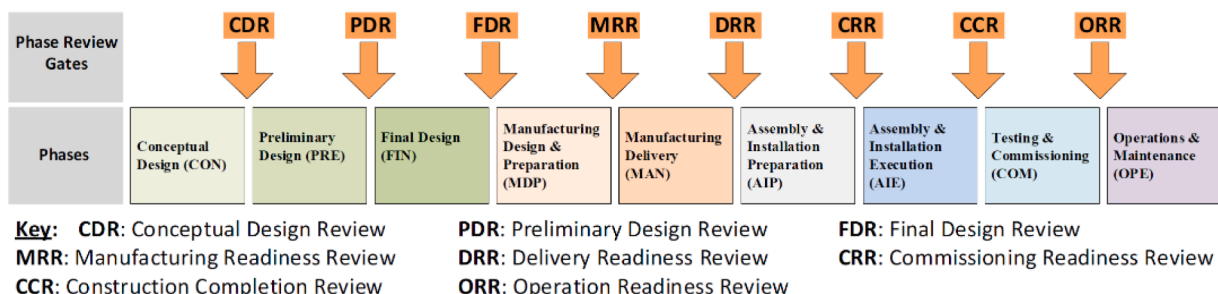 CDR PDR FDR MRR DRR CRR CCR ORR
Phase Review
Gates
Phases
Conceptual
Design (CON)
Preliminary
Design (PRE)
Final Design
(FIN)
Manufacturing
Design &
Preparation
(MDP)
Manufacturing
Delivery
(MAN)
Assembly &
Installation
Preparation
(AIP)
Assembly &
Installation
Execution
(AIE)
Testing &
Commissioning
(COM)
Operations &
Maintenance
(OPE)
Key: CDR: Conceptual Design Review PDR: Preliminary Design Review FDR: Final Design Review
MRR: Manufacturing Readiness Review DRR: Delivery Readiness Review CRR: Commissioning Readiness Review
CCR: Construction Completion Review ORR: Operation Readiness Review